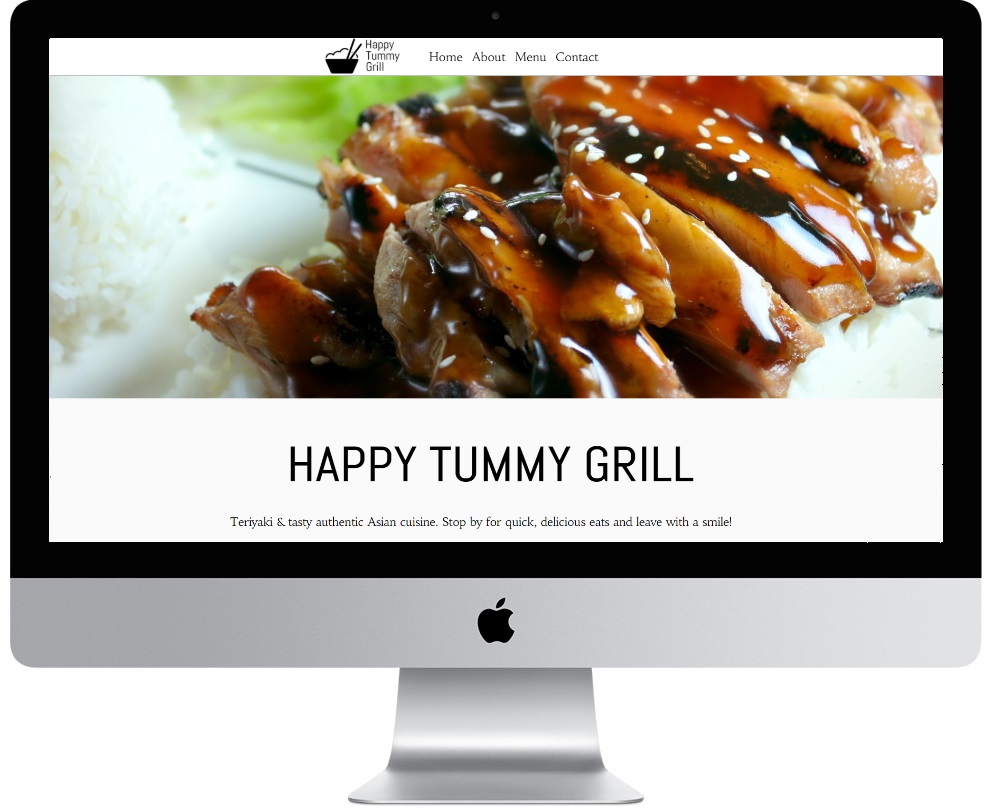 Happy
Tummy
Grill
Home About Menu Contact
HAPPY TUMMY GRILL
Teriyaki & tasty authentic Asian cuisine. Stop by for quick, delicious eats and leave with a smile!